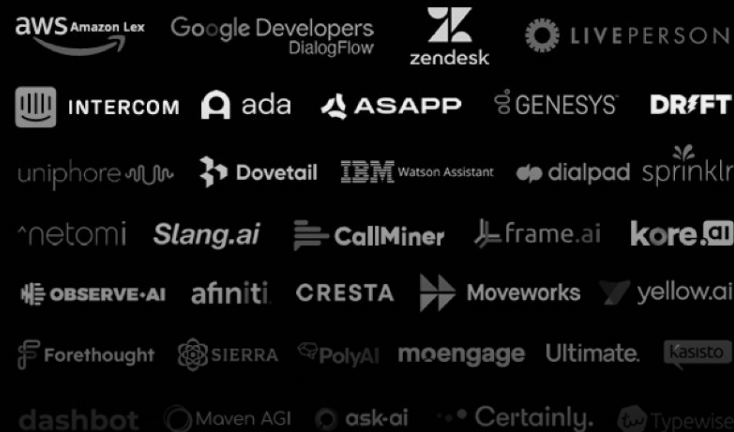 aws Amazon Lex Google Developers DialogFlow zendesk LIVEPERSON
INTERCOM ada ASAPP GENESYS DRIFT
uniphore Dovetail IBM Watson Assistant dialpad sprinklr
^netomi Slang.ai CallMiner frame.ai kore.ai
OBSERVE•AI afiniti CRESTA Moveworks yellow.ai
Forethought SIERRA PolyAI moengage Ultimate. kasisto
dashbot Maven AGI ask-ai Certainly. tw Typewise